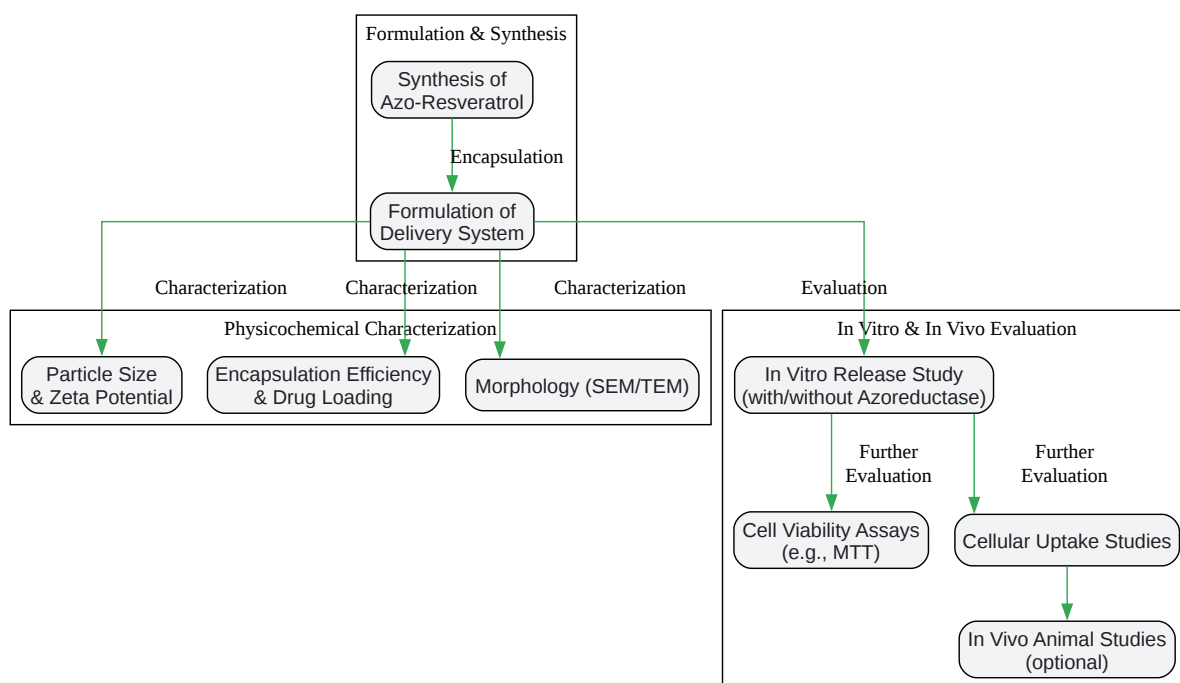 Formulation & Synthesis
Synthesis of
Azo-Resveratrol
Encapsulation
Formulation of
Delivery System
Characterization
Characterization
Characterization
Evaluation
Physicochemical Characterization
In Vitro & In Vivo Evaluation
Particle Size
& Zeta Potential
Encapsulation Efficiency
& Drug Loading
Morphology (SEM/TEM)
In Vitro Release Study
(with/without Azoreductase)
Further
Evaluation
Further
Evaluation
Cell Viability Assays
(e.g., MTT)
Cellular Uptake Studies
In Vivo Animal Studies
(optional)